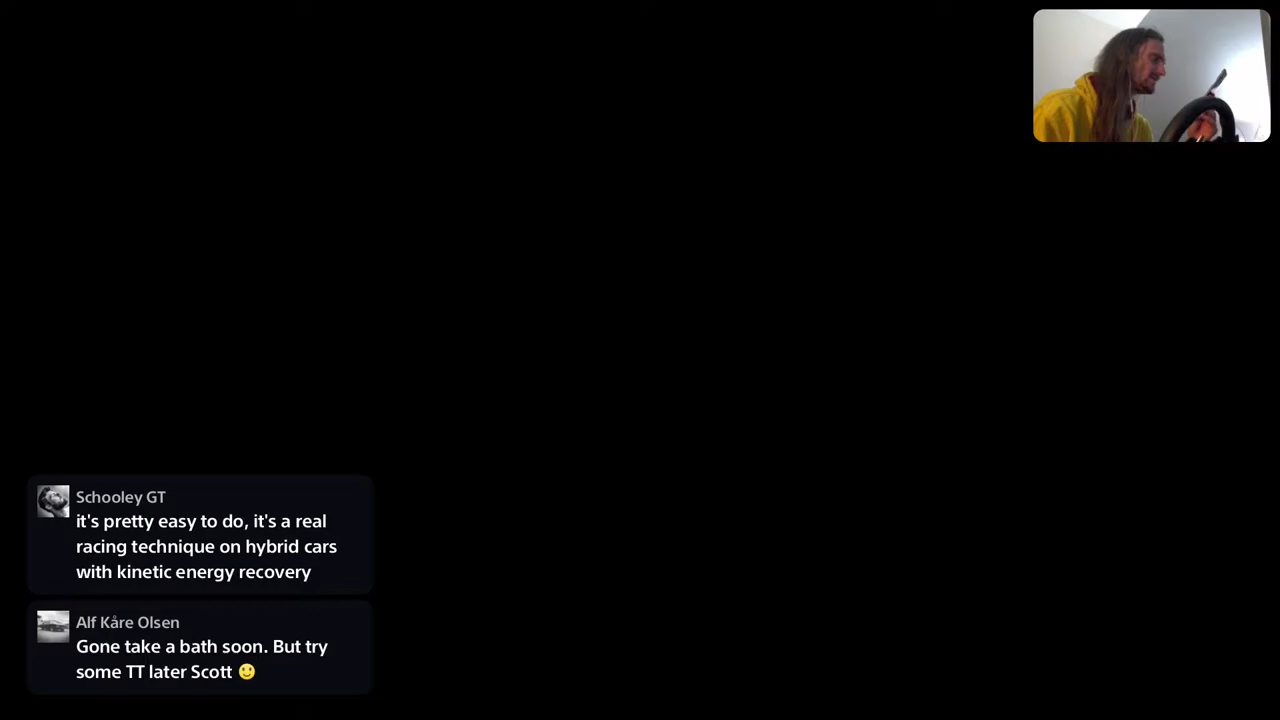 Schooley GT
it's pretty easy to do, it's a real
racing technique on hybrid cars
with kinetic energy recovery
Alf Kåre Olsen
Gone take a bath soon. But try
some TT later Scott 🙂